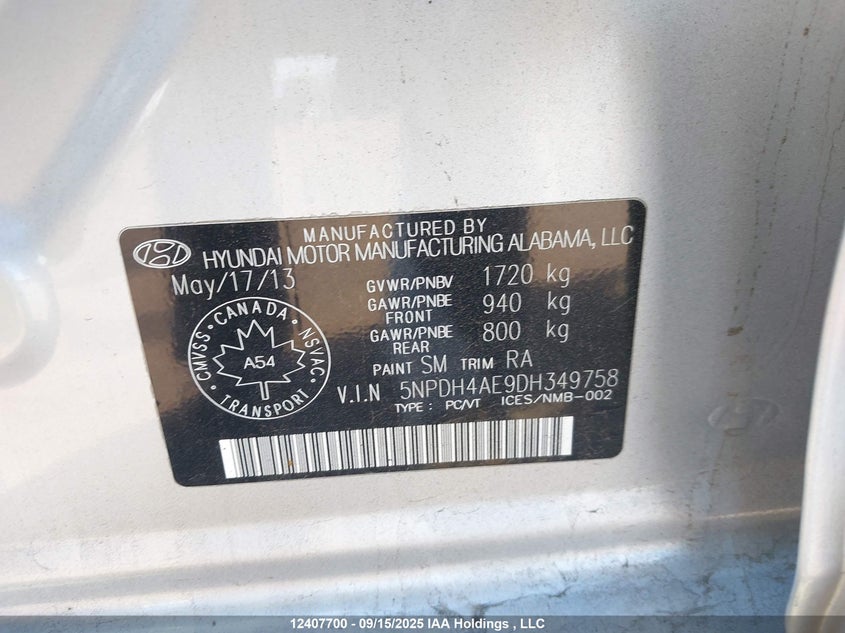 MANUFACTURED BY
HYUNDAI MOTOR MANUFACTURING ALABAMA, LLC
May/17/13
GVWR/PNBV 1720 kg
GAWR/PNBE FRONT 940 kg
GAWR/PNBE REAR 800 kg
PAINT SM TRIM RA
V.I.N 5NPDH4AE9DH349758
TYPE : PC/VT ICES/NMB-002
CMVSS • CANADA • NSVAC • TRANSPORT •
A54
12407700 - 09/15/2025 IAA Holdings , LLC